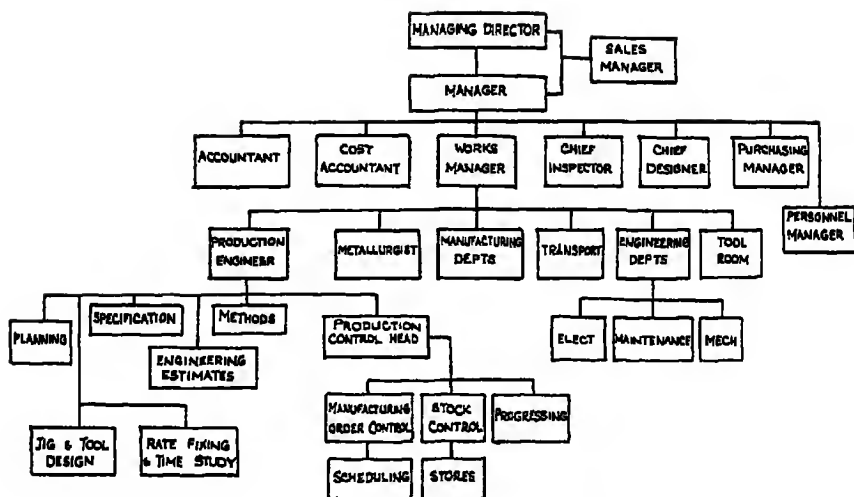 MANAGING DIRECTOR
SALES
MANAGER
MANAGER
ACCOUNTANT
COST
ACCOUNTANT
WORKS
MANAGER
CHIEF
INSPECTOR
CHIEF
DESIGNER
PURCHASING
MANAGER
PERSONNEL
MANAGER
PRODUCTION
ENGINEER
METALLURGIST
MANUFACTURING
DEPTS
TRANSPORT
ENGINEERING
DEPTS
TOOL
ROOM
PLANNING
SPECIFICATION
METHODS
ENGINEERING
ESTIMATES
PRODUCTION
CONTROL HEAD
ELECT
MAINTENANCE
MECH
JIG & TOOL
DESIGN
RATE FIXING
& TIME STUDY
MANUFACTURING
ORDER CONTROL
STOCK
CONTROL
PROGRESSING
SCHEDULING
STORES